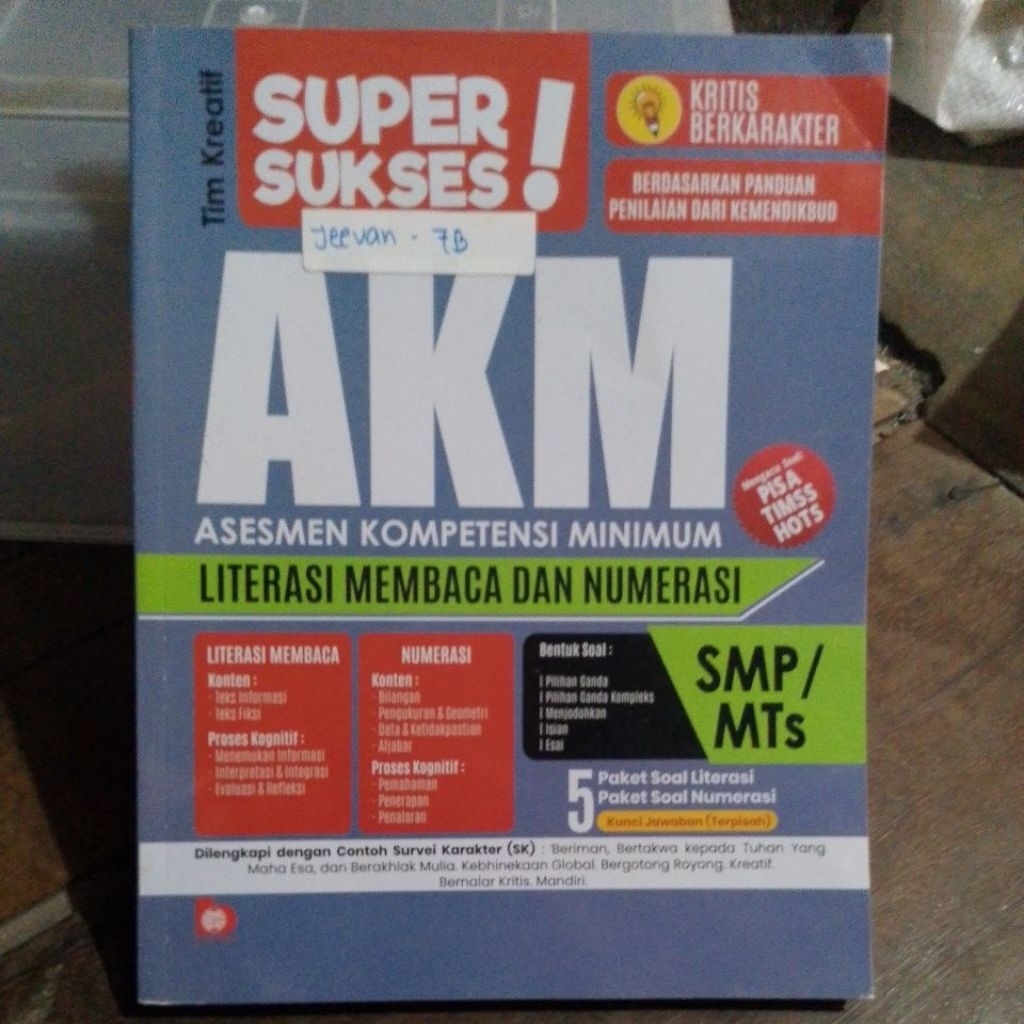 Tim Kreatif
SUPER
SUKSES!
KRITIS
BERKARAKTER
BERDASARKAN PANDUAN
PENILAIAN DARI KEMENDIKBUD
Jeevan - 7B
AKM
ASESMEN KOMPETENSI MINIMUM
Mengacu Soal:
PISA
TIMSS
HOTS
LITERASI MEMBACA DAN NUMERASI
LITERASI MEMBACA
Konten :
- Teks Informasi
- Teks Fiksi
Proses Kognitif :
- Menemukan Informasi
- Interpretasi & Integrasi
- Evaluasi & Refleksi
NUMERASI
Konten :
- Bilangan
- Pengukuran & Geometri
- Data & Ketidakpastian
- Aljabar
Proses Kognitif :
- Pemahaman
- Penerapan
- Penalaran
Bentuk Soal :
| Pilihan Ganda
| Pilihan Ganda Kompleks
| Menjodohkan
| Isian
| Esai
SMP/
MTs
5 Paket Soal Literasi
Paket Soal Numerasi
Kunci Jawaban (Terpisah)
Dilengkapi dengan Contoh Survei Karakter (SK) : Beriman, Bertakwa kepada Tuhan Yang
Maha Esa, dan Berakhlak Mulia. Kebhinekaan Global. Bergotong Royong. Kreatif.
Bernalar Kritis. Mandiri.